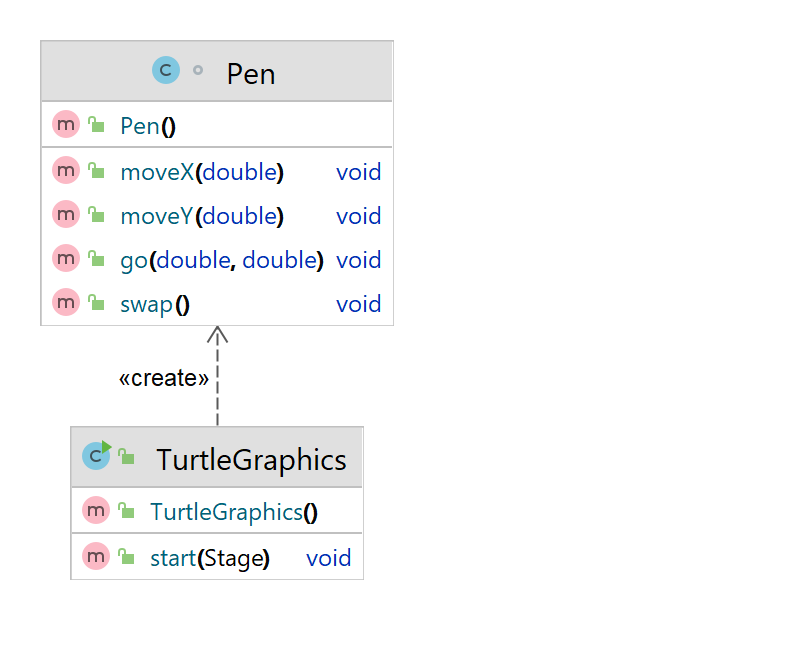 C Pen
m Pen()
m moveX(double) void
m moveY(double) void
m go(double, double) void
m swap() void
«create»
C TurtleGraphics
m TurtleGraphics()
m start(Stage) void